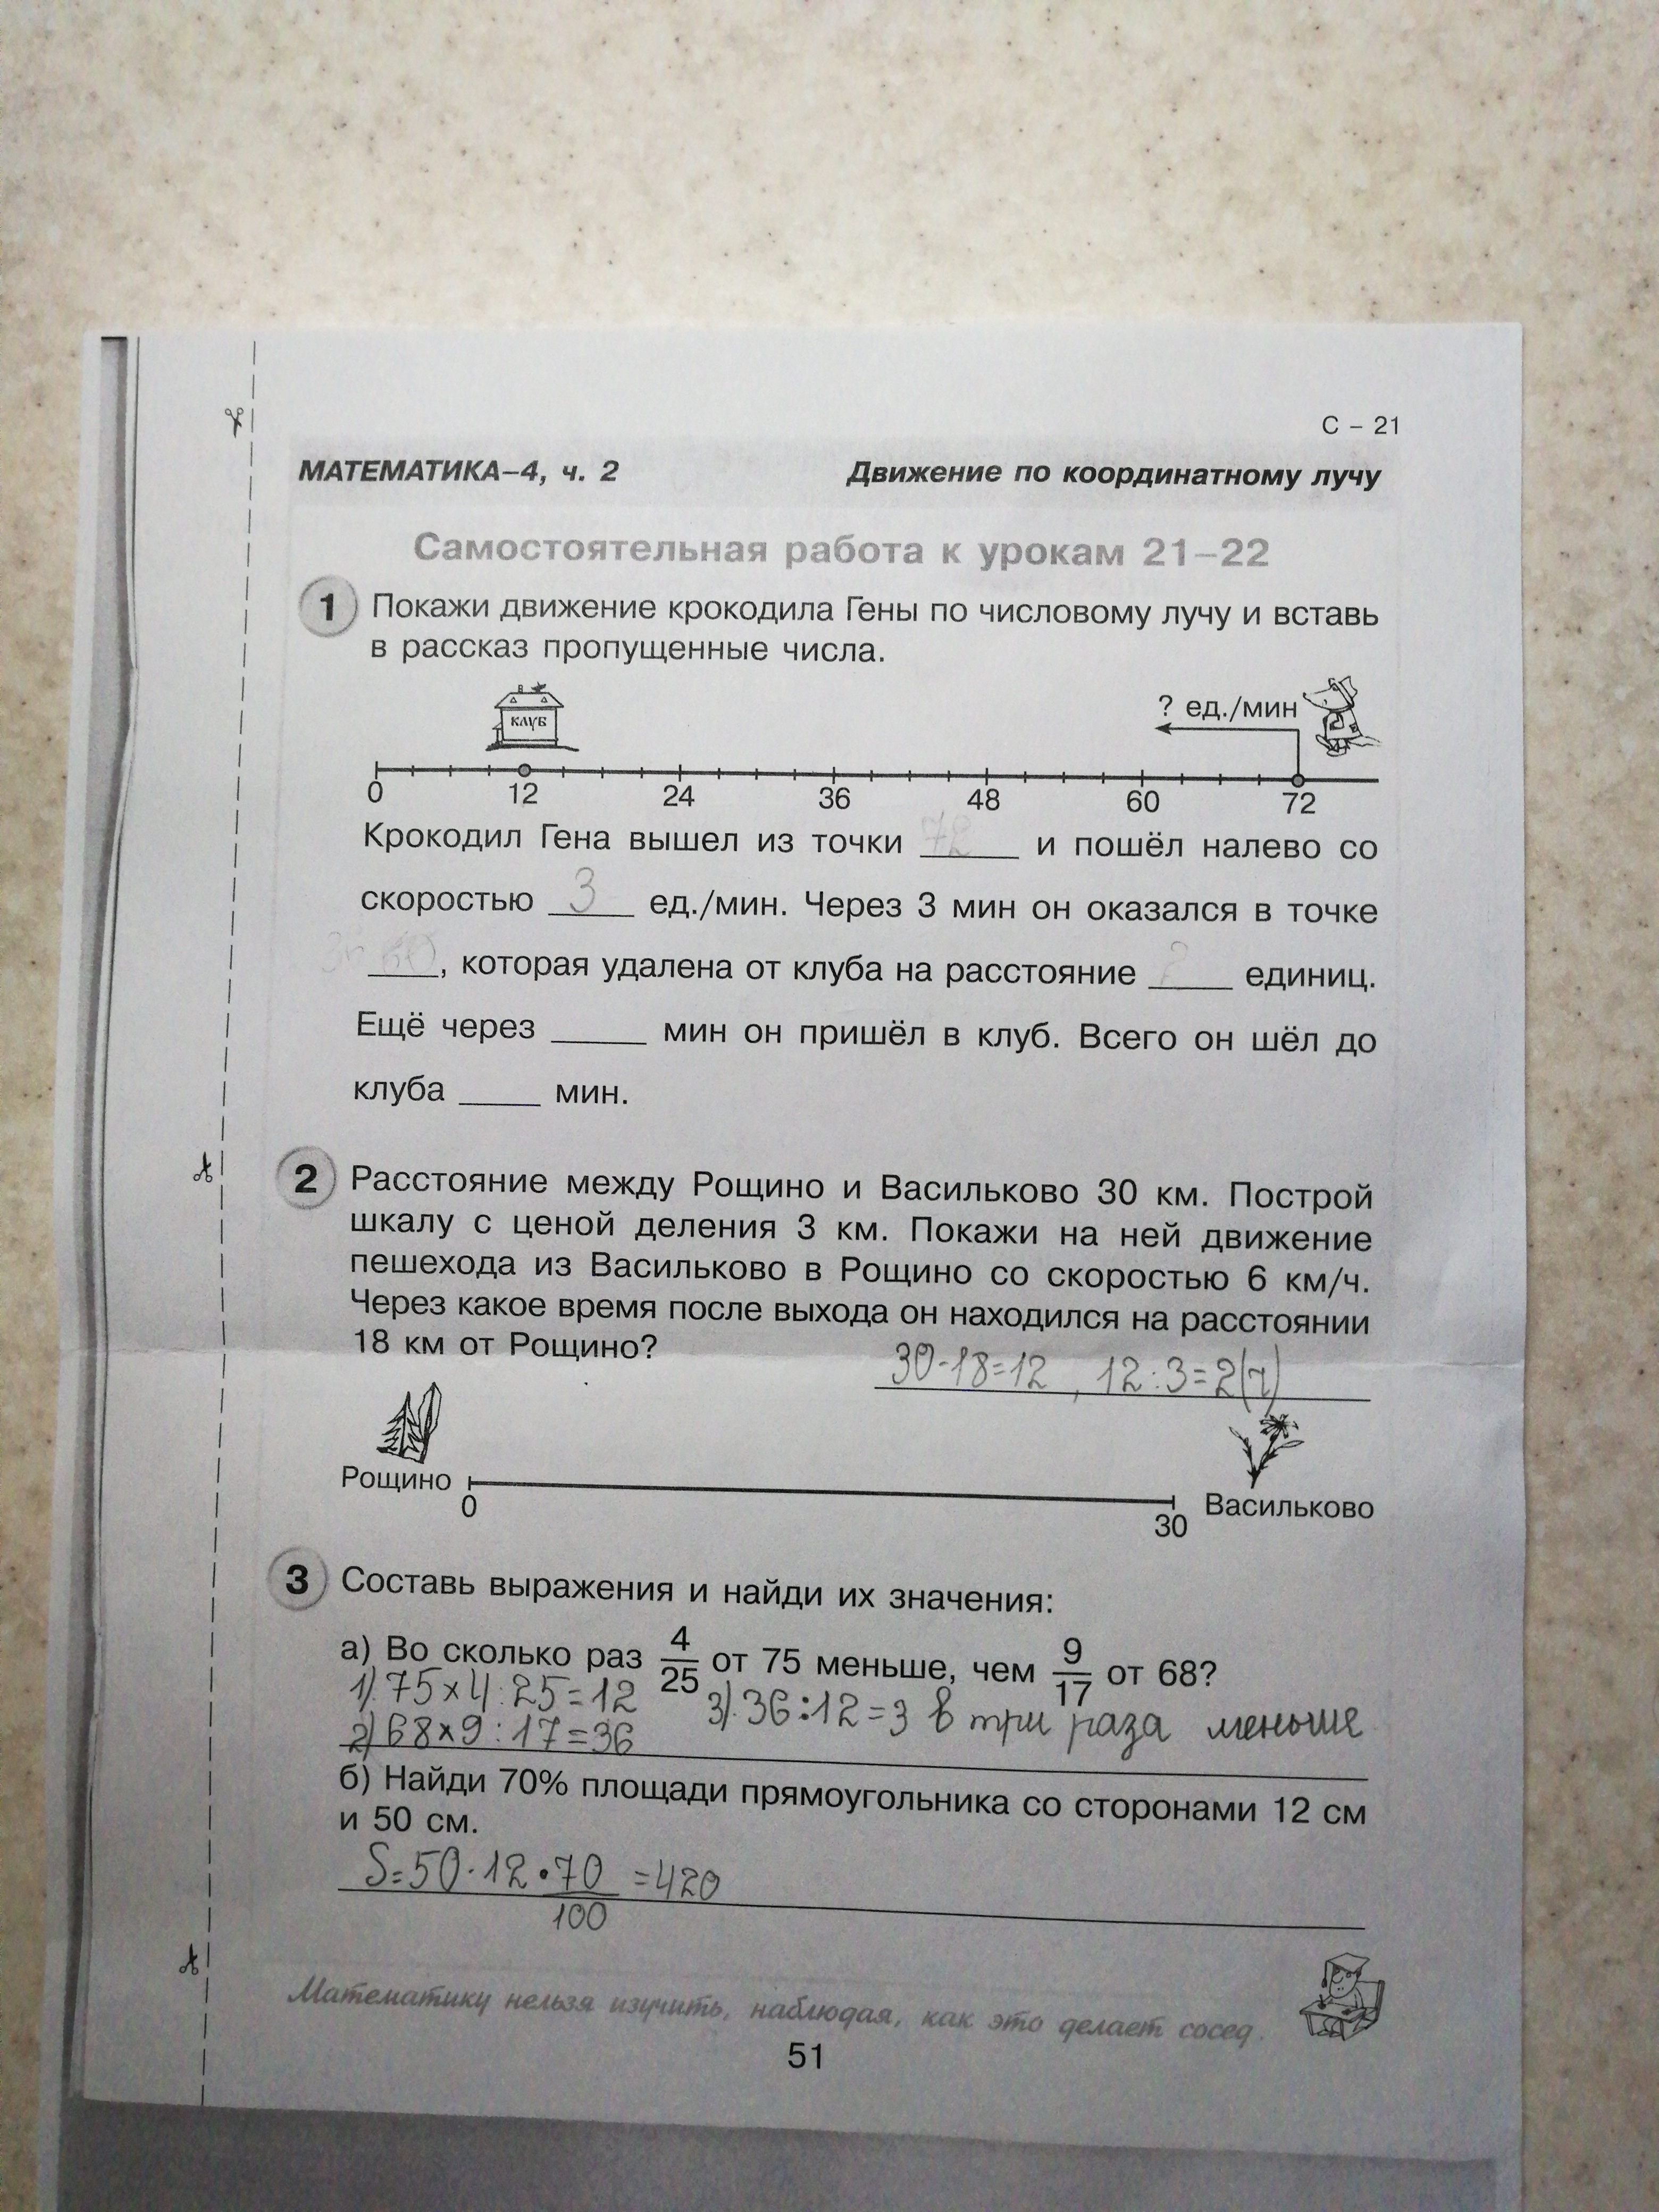 С – 21
МАТЕМАТИКА–4, ч. 2 Движение по координатному лучу
Самостоятельная работа к урокам 21–22
1 Покажи движение крокодила Гены по числовому лучу и вставь
в рассказ пропущенные числа.
КЛУБ
? ед./мин
0 12 24 36 48 60 72
Крокодил Гена вышел из точки 72 и пошёл налево со
скоростью 3 ед./мин. Через 3 мин он оказался в точке
____, которая удалена от клуба на расстояние ____ единиц.
Ещё через ____ мин он пришёл в клуб. Всего он шёл до
клуба ____ мин.
2 Расстояние между Рощино и Васильково 30 км. Построй
шкалу с ценой деления 3 км. Покажи на ней движение
пешехода из Васильково в Рощино со скоростью 6 км/ч.
Через какое время после выхода он находился на расстоянии
18 км от Рощино?
30-18=12, 12:3=2(ч)
Рощино 0 30 Васильково
3 Составь выражения и найди их значения:
а) Во сколько раз 4/25 от 75 меньше, чем 9/17 от 68?
1) 75×4:25=12
2) 68×9:17=36
3) 36:12=3 в три раза меньше
б) Найди 70% площади прямоугольника со сторонами 12 см
и 50 см.
S=50·12·70/100=420
Математику нельзя изучить, наблюдая, как это делает сосед.
51